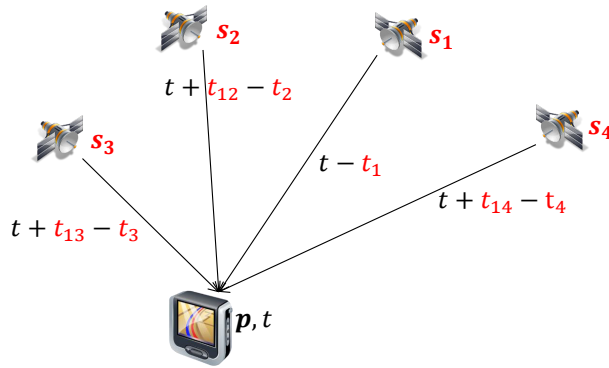 s₂
s₁
t + t₁₂ − t₂
s₄
s₃
t − t₁
t + t₁₄ − t₄
t + t₁₃ − t₃
p, t